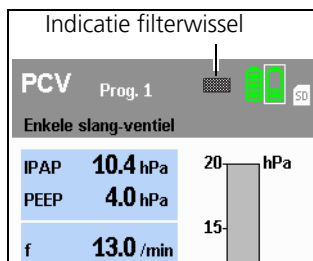 Indicatie filterwissel
PCV Prog. 1
SD
Enkele slang-ventiel
IPAP 10.4 hPa
PEEP 4.0 hPa
f 13.0 /min
20 hPa
15